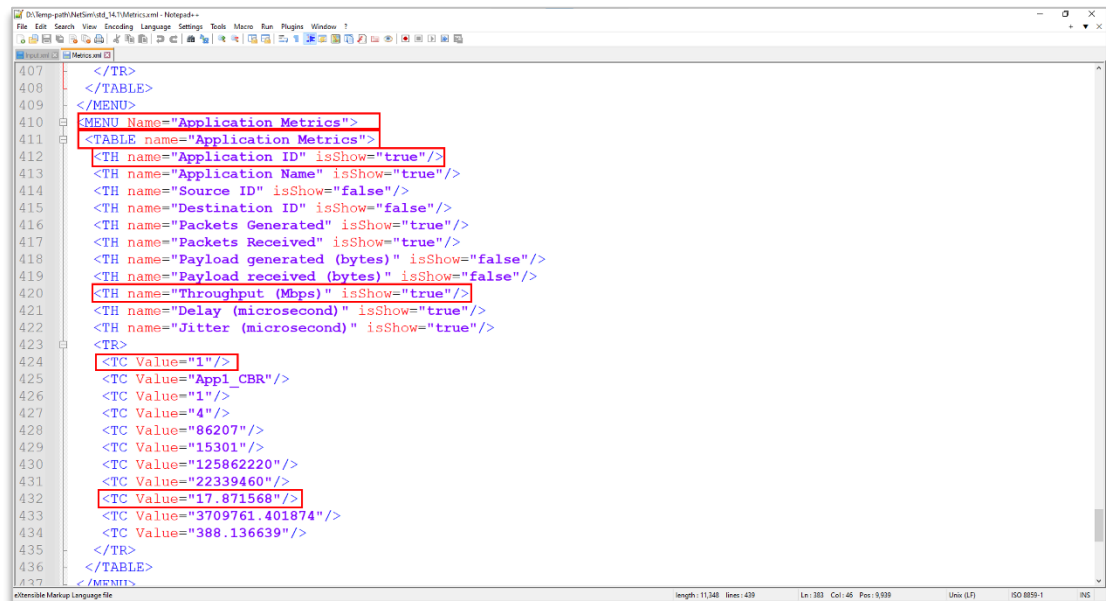 D:\Temp-path\NetSim\std_14.1\Metrics.xml - Notepad++
File Edit Search View Encoding Language Settings Tools Macro Run Plugins Window ?
Input.xml Metrics.xml
407 </TR>
408 </TABLE>
409 </MENU>
410 <MENU Name="Application Metrics">
411 <TABLE name="Application Metrics">
412 <TH name="Application ID" isShow="true"/>
413 <TH name="Application Name" isShow="true"/>
414 <TH name="Source ID" isShow="false"/>
415 <TH name="Destination ID" isShow="false"/>
416 <TH name="Packets Generated" isShow="true"/>
417 <TH name="Packets Received" isShow="true"/>
418 <TH name="Payload generated (bytes)" isShow="false"/>
419 <TH name="Payload received (bytes)" isShow="false"/>
420 <TH name="Throughput (Mbps)" isShow="true"/>
421 <TH name="Delay (microsecond)" isShow="true"/>
422 <TH name="Jitter (microsecond)" isShow="true"/>
423 <TR>
424 <TC Value="1"/>
425 <TC Value="App1_CBR"/>
426 <TC Value="1"/>
427 <TC Value="4"/>
428 <TC Value="86207"/>
429 <TC Value="15301"/>
430 <TC Value="125862220"/>
431 <TC Value="22339460"/>
432 <TC Value="17.871568"/>
433 <TC Value="3709761.401874"/>
434 <TC Value="388.136639"/>
435 </TR>
436 </TABLE>
437 </MENU>
eXtensible Markup Language file length : 11,348 lines : 439 Ln : 383 Col : 46 Pos : 9,939 Unix (LF) ISO 8859-1 INS